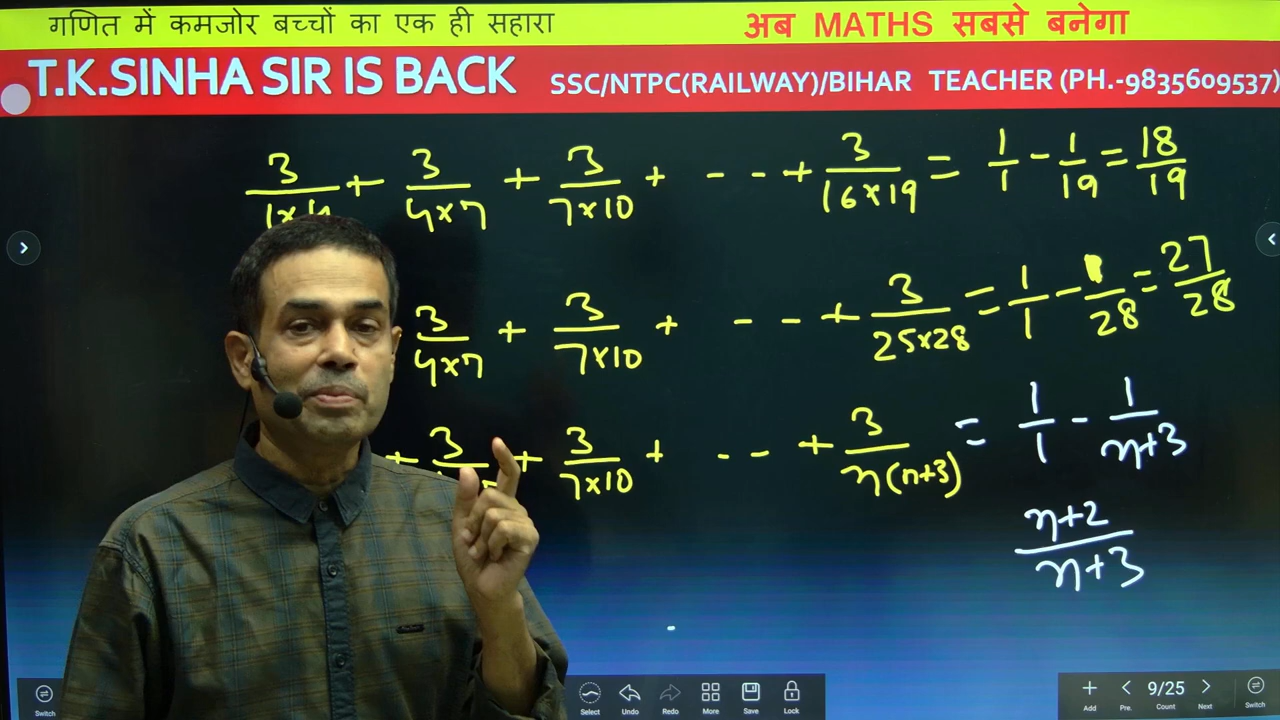 गणित में कमजोर बच्चों का एक ही सहारा अब MATHS सबसे बनेगा
T.K.SINHA SIR IS BACK SSC/NTPC(RAILWAY)/BIHAR TEACHER (PH.-9835609537)
3/(1×4) + 3/(4×7) + 3/(7×10) + - - - + 3/(16×19) = 1/1 - 1/19 = 18/19
3/(4×7) + 3/(7×10) + - - - + 3/(25×28) = 1/1 - 1/28 = 27/28
+ 3 + 3/(7×10) + - - + 3/(n(n+3)) = 1/1 - 1/(n+3)
(n+2)/(n+3)
Switch Select Undo Redo More Save Lock Add Pre. 9/25 Count Next Switch